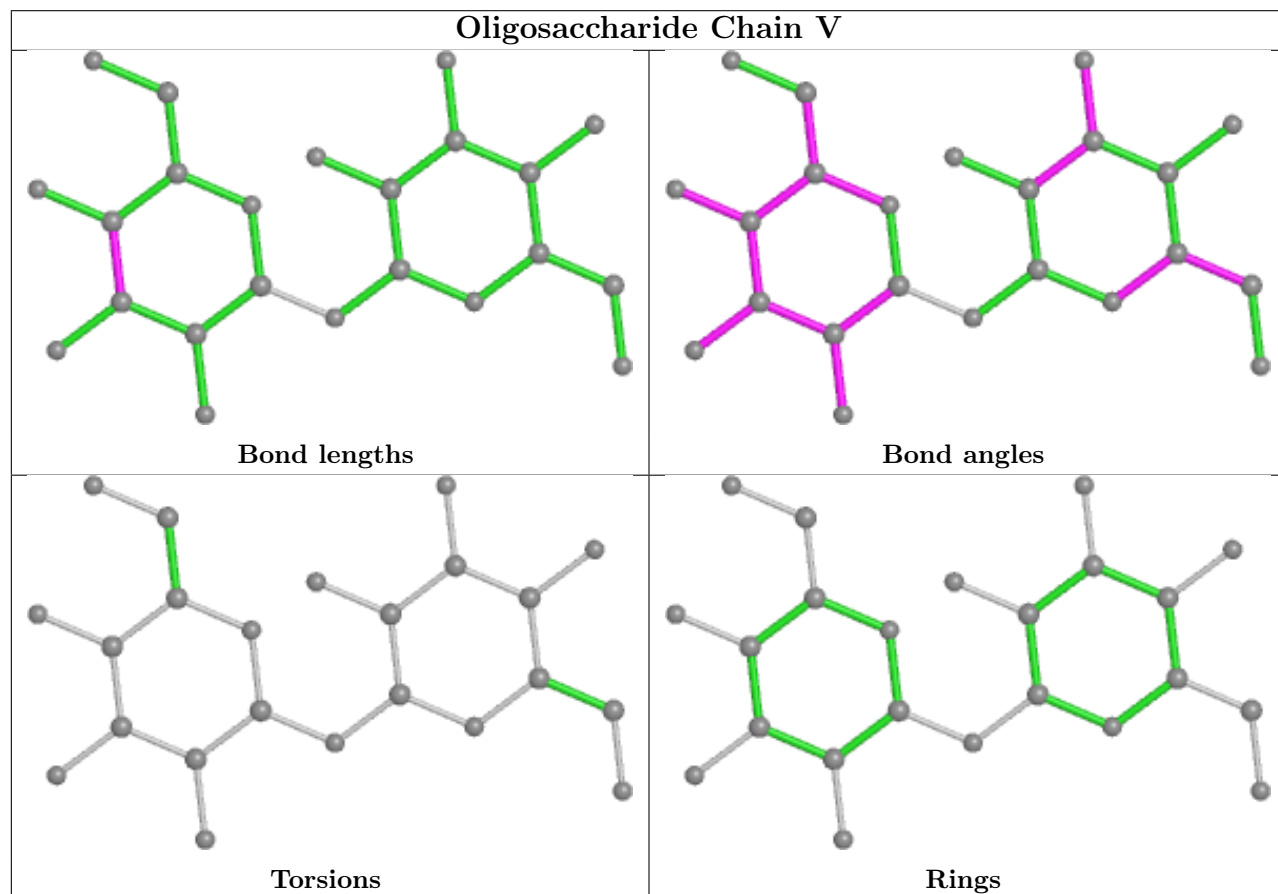 Oligosaccharide Chain V
Bond lengths
Bond angles
Torsions
Rings